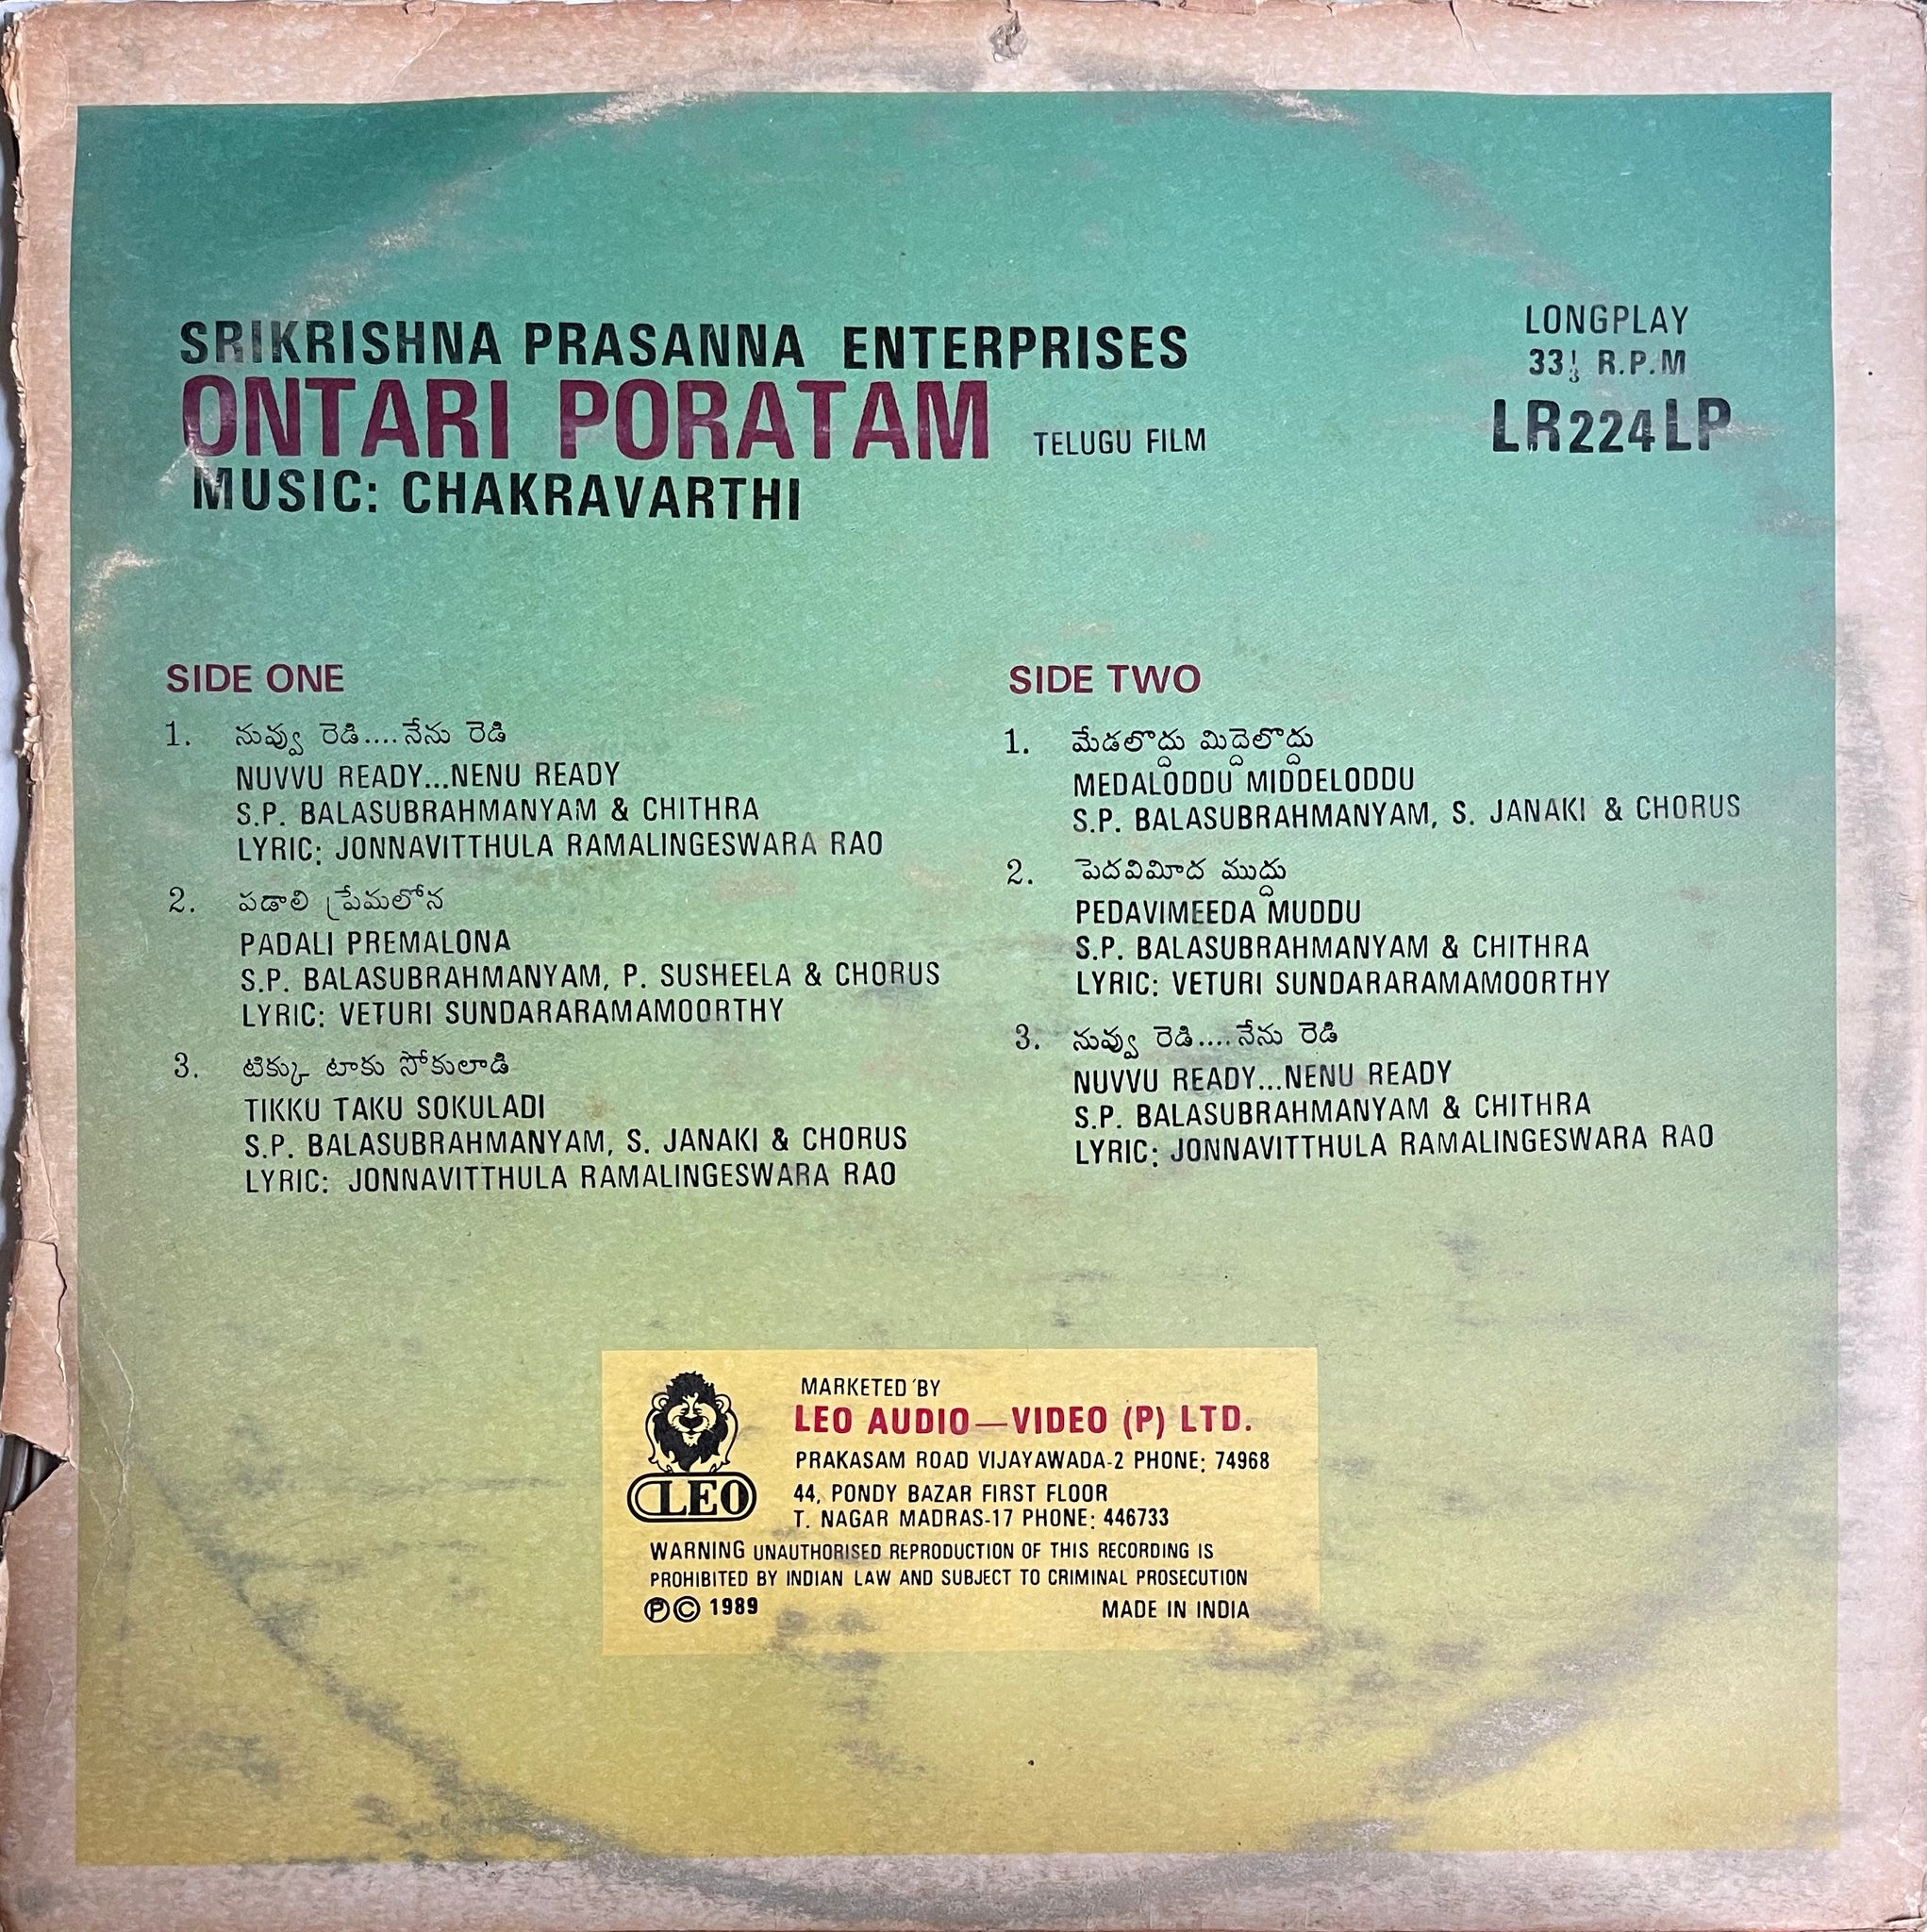 SRIKRISHNA PRASANNA ENTERPRISES
ONTARI PORATAM TELUGU FILM
MUSIC: CHAKRAVARTHI
LONGPLAY
33 1/3 R.P.M
LR224LP
SIDE ONE
1. నువ్వు రెడి....నేను రెడి
NUVVU READY...NENU READY
S.P. BALASUBRAHMANYAM & CHITHRA
LYRIC: JONNAVITTHULA RAMALINGESWARA RAO
2. పడాలి ప్రేమలోన
PADALI PREMALONA
S.P. BALASUBRAHMANYAM, P. SUSHEELA & CHORUS
LYRIC: VETURI SUNDARARAMAMOORTHY
3. టిక్కు టాకు సోకులాడి
TIKKU TAKU SOKULADI
S.P. BALASUBRAHMANYAM, S. JANAKI & CHORUS
LYRIC: JONNAVITTHULA RAMALINGESWARA RAO
SIDE TWO
1. మేడలొద్దు మిద్దెలొద్దు
MEDALODDU MIDDELODDU
S.P. BALASUBRAHMANYAM, S. JANAKI & CHORUS
2. పెదవిమీద ముద్దు
PEDAVIMEEDA MUDDU
S.P. BALASUBRAHMANYAM & CHITHRA
LYRIC: VETURI SUNDARARAMAMOORTHY
3. నువ్వు రెడి....నేను రెడి
NUVVU READY...NENU READY
S.P. BALASUBRAHMANYAM & CHITHRA
LYRIC: JONNAVITTHULA RAMALINGESWARA RAO
LEO
MARKETED BY
LEO AUDIO—VIDEO (P) LTD.
PRAKASAM ROAD VIJAYAWADA-2 PHONE: 74968
44, PONDY BAZAR FIRST FLOOR
T. NAGAR MADRAS-17 PHONE: 446733
WARNING UNAUTHORISED REPRODUCTION OF THIS RECORDING IS
PROHIBITED BY INDIAN LAW AND SUBJECT TO CRIMINAL PROSECUTION
Ⓟ © 1989 MADE IN INDIA